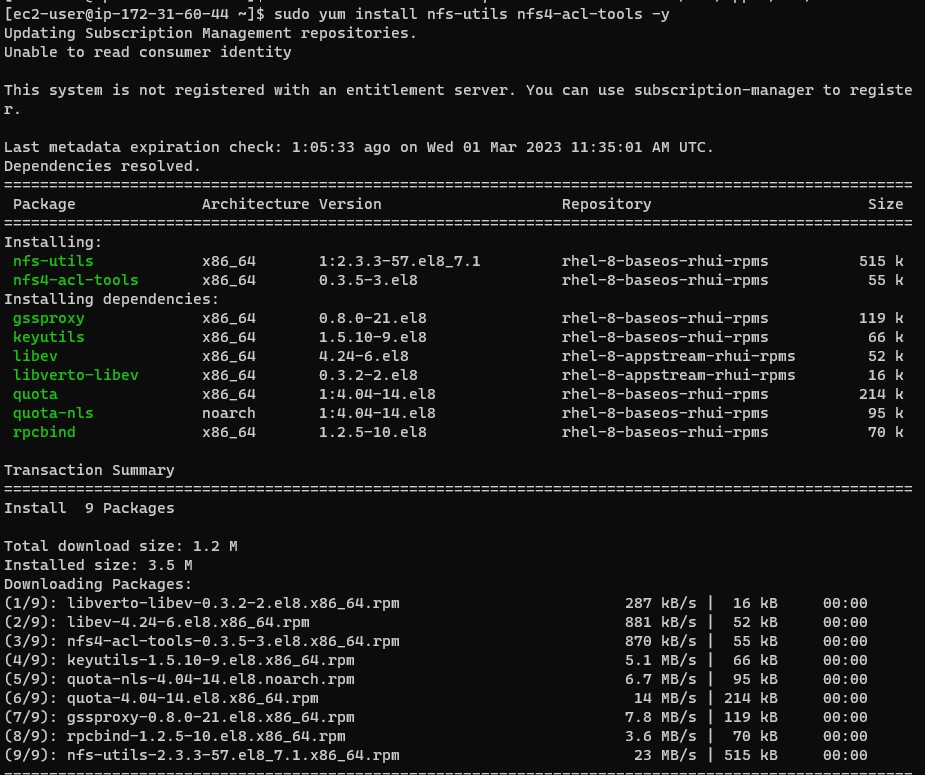 [ec2-user@ip-172-31-60-44 ~]$ sudo yum install nfs-utils nfs4-acl-tools -y
Updating Subscription Management repositories.
Unable to read consumer identity
This system is not registered with an entitlement server. You can use subscription-manager to registe
r.
Last metadata expiration check: 1:05:33 ago on Wed 01 Mar 2023 11:35:01 AM UTC.
Dependencies resolved.
=====================================================================================================
Package Architecture Version Repository Size
=====================================================================================================
Installing:
nfs-utils x86_64 1:2.3.3-57.el8_7.1 rhel-8-baseos-rhui-rpms 515 k
nfs4-acl-tools x86_64 0.3.5-3.el8 rhel-8-baseos-rhui-rpms 55 k
Installing dependencies:
gssproxy x86_64 0.8.0-21.el8 rhel-8-baseos-rhui-rpms 119 k
keyutils x86_64 1.5.10-9.el8 rhel-8-baseos-rhui-rpms 66 k
libev x86_64 4.24-6.el8 rhel-8-appstream-rhui-rpms 52 k
libverto-libev x86_64 0.3.2-2.el8 rhel-8-appstream-rhui-rpms 16 k
quota x86_64 1:4.04-14.el8 rhel-8-baseos-rhui-rpms 214 k
quota-nls noarch 1:4.04-14.el8 rhel-8-baseos-rhui-rpms 95 k
rpcbind x86_64 1.2.5-10.el8 rhel-8-baseos-rhui-rpms 70 k
Transaction Summary
=====================================================================================================
Install 9 Packages
Total download size: 1.2 M
Installed size: 3.5 M
Downloading Packages:
(1/9): libverto-libev-0.3.2-2.el8.x86_64.rpm 287 kB/s | 16 kB 00:00
(2/9): libev-4.24-6.el8.x86_64.rpm 881 kB/s | 52 kB 00:00
(3/9): nfs4-acl-tools-0.3.5-3.el8.x86_64.rpm 870 kB/s | 55 kB 00:00
(4/9): keyutils-1.5.10-9.el8.x86_64.rpm 5.1 MB/s | 66 kB 00:00
(5/9): quota-nls-4.04-14.el8.noarch.rpm 6.7 MB/s | 95 kB 00:00
(6/9): quota-4.04-14.el8.x86_64.rpm 14 MB/s | 214 kB 00:00
(7/9): gssproxy-0.8.0-21.el8.x86_64.rpm 7.8 MB/s | 119 kB 00:00
(8/9): rpcbind-1.2.5-10.el8.x86_64.rpm 3.6 MB/s | 70 kB 00:00
(9/9): nfs-utils-2.3.3-57.el8_7.1.x86_64.rpm 23 MB/s | 515 kB 00:00